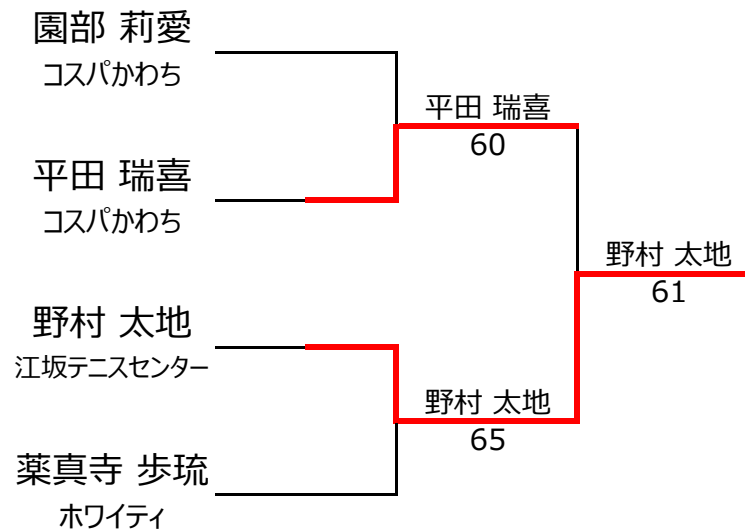 園部 莉愛
コスパかわち
平田 瑞喜
60
平田 瑞喜
コスパかわち
野村 太地
61
野村 太地
江坂テニスセンター
野村 太地
65
薬真寺 歩琉
ホワイティ